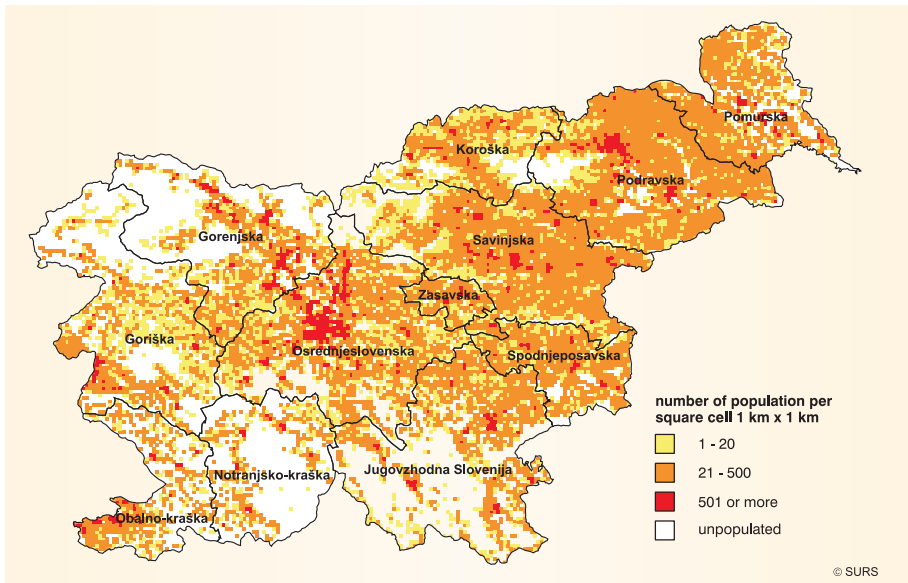 Pomurska
Koroška
Podravska
Gorenjska
Savinjska
Zasavska
Goriška
Osrednjeslovenska
Spodnjeposavska
Notranjsko-kraška
Jugovzhodna Slovenija
Obalno-kraška
number of population per
square cell 1 km x 1 km
1 - 20
21 - 500
501 or more
unpopulated
© SURS